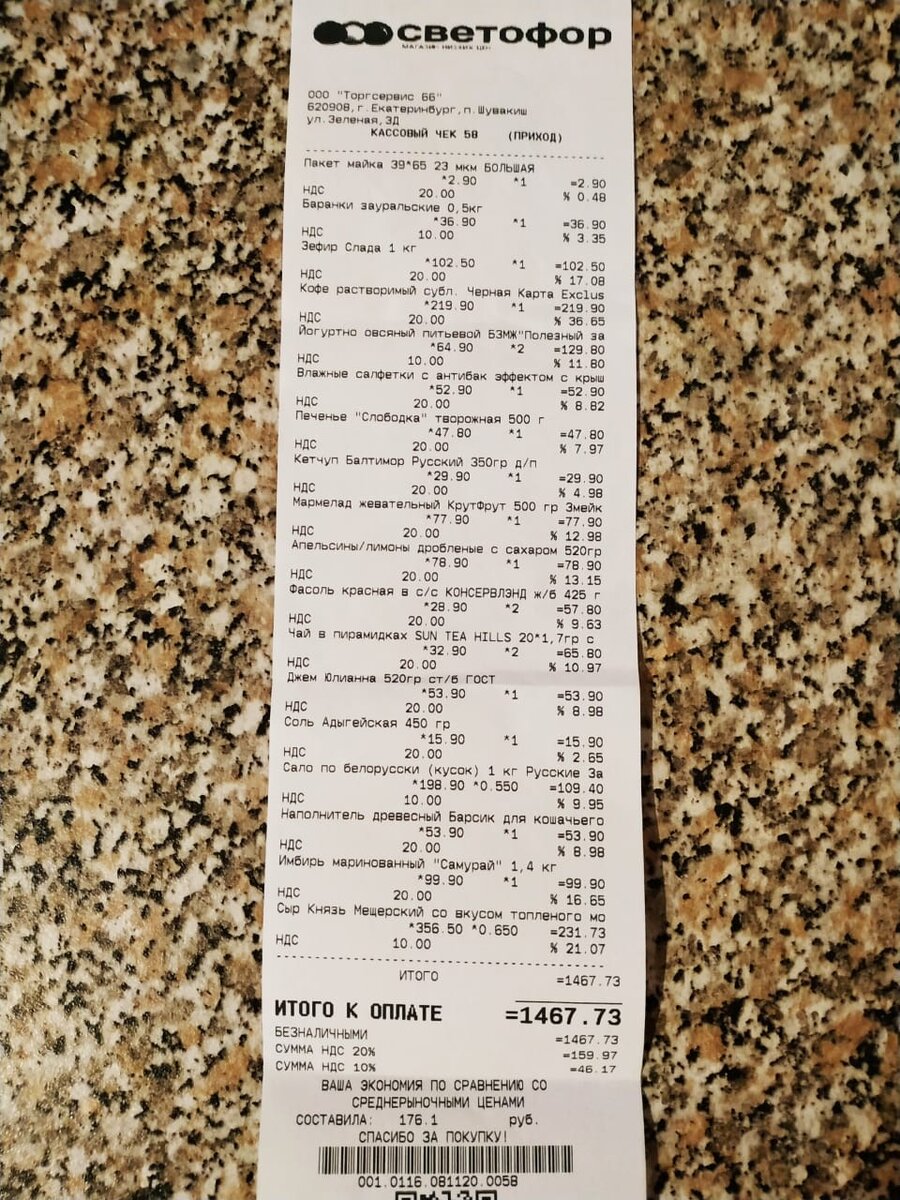 светофор
МАГАЗИН НИЗКИХ ЦЕН
ООО "Торгсервис 66"
620908,г.Екатеринбург,п.Шувакиш
ул.Зеленая,3Д
КАССОВЫЙ ЧЕК 58 (ПРИХОД)
Пакет майка 39*65 23 мкм БОЛЬШАЯ
*2.90 *1 =2.90
НДС 20.00 % 0.48
Баранки зауральские 0,5кг
*36.90 *1 =36.90
НДС 10.00 % 3.35
Зефир Слада 1 кг
*102.50 *1 =102.50
НДС 20.00 % 17.08
Кофе растворимый субл. Черная Карта Exclus
*219.90 *1 =219.90
НДС 20.00 % 36.65
Йогуртно овсяный питьевой БЗМЖ"Полезный за
*64.90 *2 =129.80
НДС 10.00 % 11.80
Влажные салфетки с антибак эффектом с крыш
*52.90 *1 =52.90
НДС 20.00 % 8.82
Печенье "Слободка" творожная 500 г
*47.80 *1 =47.80
НДС 20.00 % 7.97
Кетчуп Балтимор Русский 350гр д/п
*29.90 *1 =29.90
НДС 20.00 % 4.98
Мармелад жевательный КрутФрут 500 гр Змейк
*77.90 *1 =77.90
НДС 20.00 % 12.98
Апельсины/лимоны дробленые с сахаром 520гр
*78.90 *1 =78.90
НДС 20.00 % 13.15
Фасоль красная в с/с КОНСЕРВЛЭНД ж/б 425 г
*28.90 *2 =57.80
НДС 20.00 % 9.63
Чай в пирамидках SUN TEA HILLS 20*1,7гр с
*32.90 *2 =65.80
НДС 20.00 % 10.97
Джем Юлианна 520гр ст/б ГОСТ
*53.90 *1 =53.90
НДС 20.00 % 8.98
Соль Адыгейская 450 гр
*15.90 *1 =15.90
НДС 20.00 % 2.65
Сало по белорусски (кусок) 1 кг Русские За
*198.90 *0.550 =109.40
НДС 10.00 % 9.95
Наполнитель древесный Барсик для кошачьего
*53.90 *1 =53.90
НДС 20.00 % 8.98
Имбирь маринованный "Самурай" 1,4 кг
*99.90 *1 =99.90
НДС 20.00 % 16.65
Сыр Князь Мещерский со вкусом топленого мо
*356.50 *0.650 =231.73
НДС 10.00 % 21.07
ИТОГО =1467.73
ИТОГО К ОПЛАТЕ =1467.73
БЕЗНАЛИЧНЫМИ =1467.73
СУММА НДС 20% =159.97
СУММА НДС 10% =46.17
ВАША ЭКОНОМИЯ ПО СРАВНЕНИЮ СО
СРЕДНЕРЫНОЧНЫМИ ЦЕНАМИ
СОСТАВИЛА: 176.1 руб.
СПАСИБО ЗА ПОКУПКУ!
001.0116.081120.0058